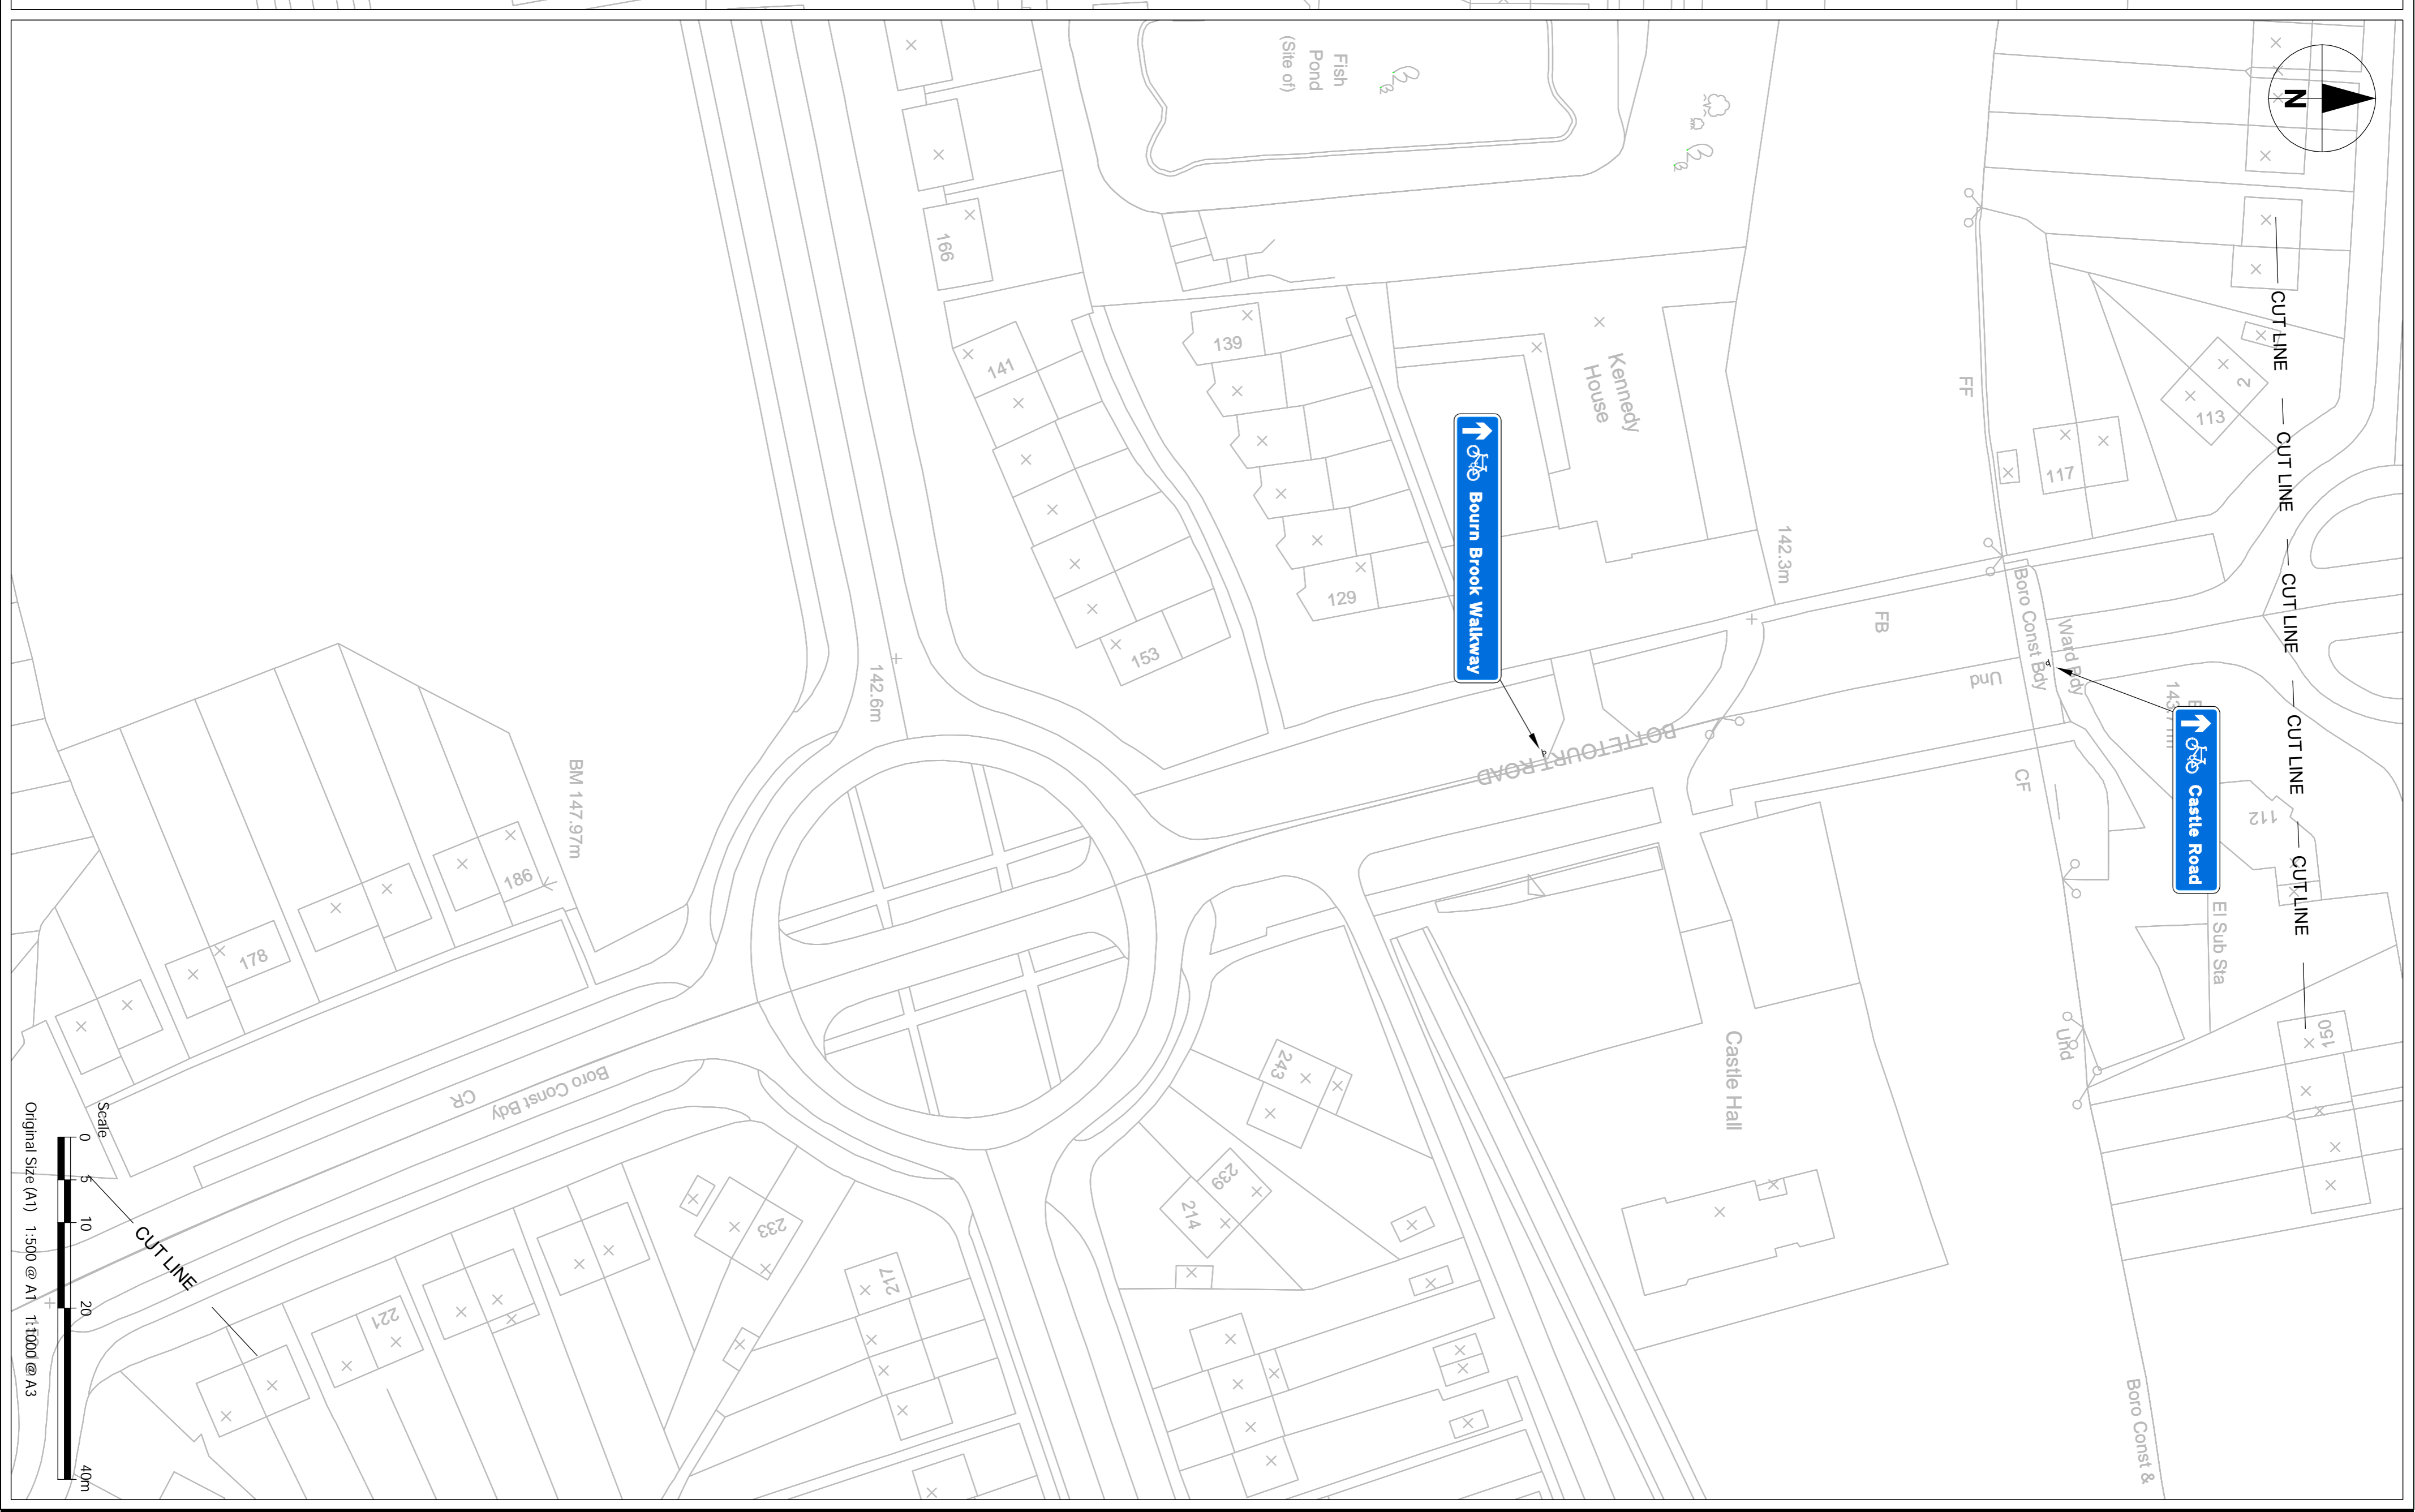 N
Fish
Pond
(Site of)
166
141
153
139
129
Kennedy
House
FF
2
113
117
142.3m
142.6m
FB
Und
Boro Const Bdy
Ward Bdy
Bourn Brook Walkway
Castle Road
BOTTETOURT ROAD
CF
112
El Sub Sta
150
Und
CUT LINE
CUT LINE
CUT LINE
CUT LINE
CUT LINE
BM 147.97m
186
178
CR
Boro Const Bdy
243
239
214
233
217
221
Castle Hall
Boro Const &
CUT LINE
Scale
0
5
10
20
40m
Original Size (A1) 1:500 @ A1 1:1000 @ A3